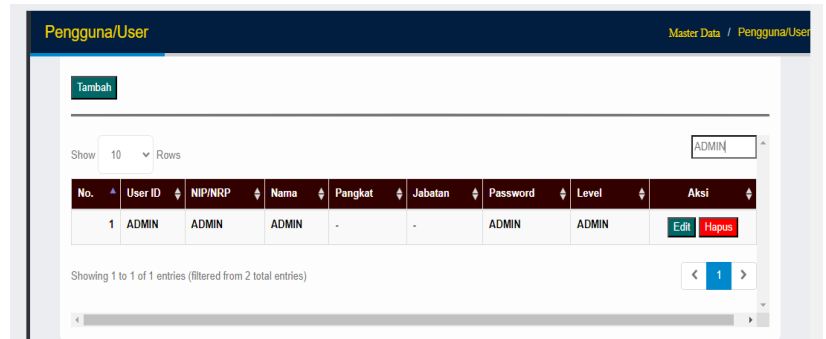 Pengguna/User
Master Data / Pengguna/User
Tambah
Show 10 Rows
ADMIN
No. User ID NIP/NRP Nama Pangkat Jabatan Password Level Aksi
1 ADMIN ADMIN ADMIN - - ADMIN ADMIN Edit Hapus
Showing 1 to 1 of 1 entries (filtered from 2 total entries)
1